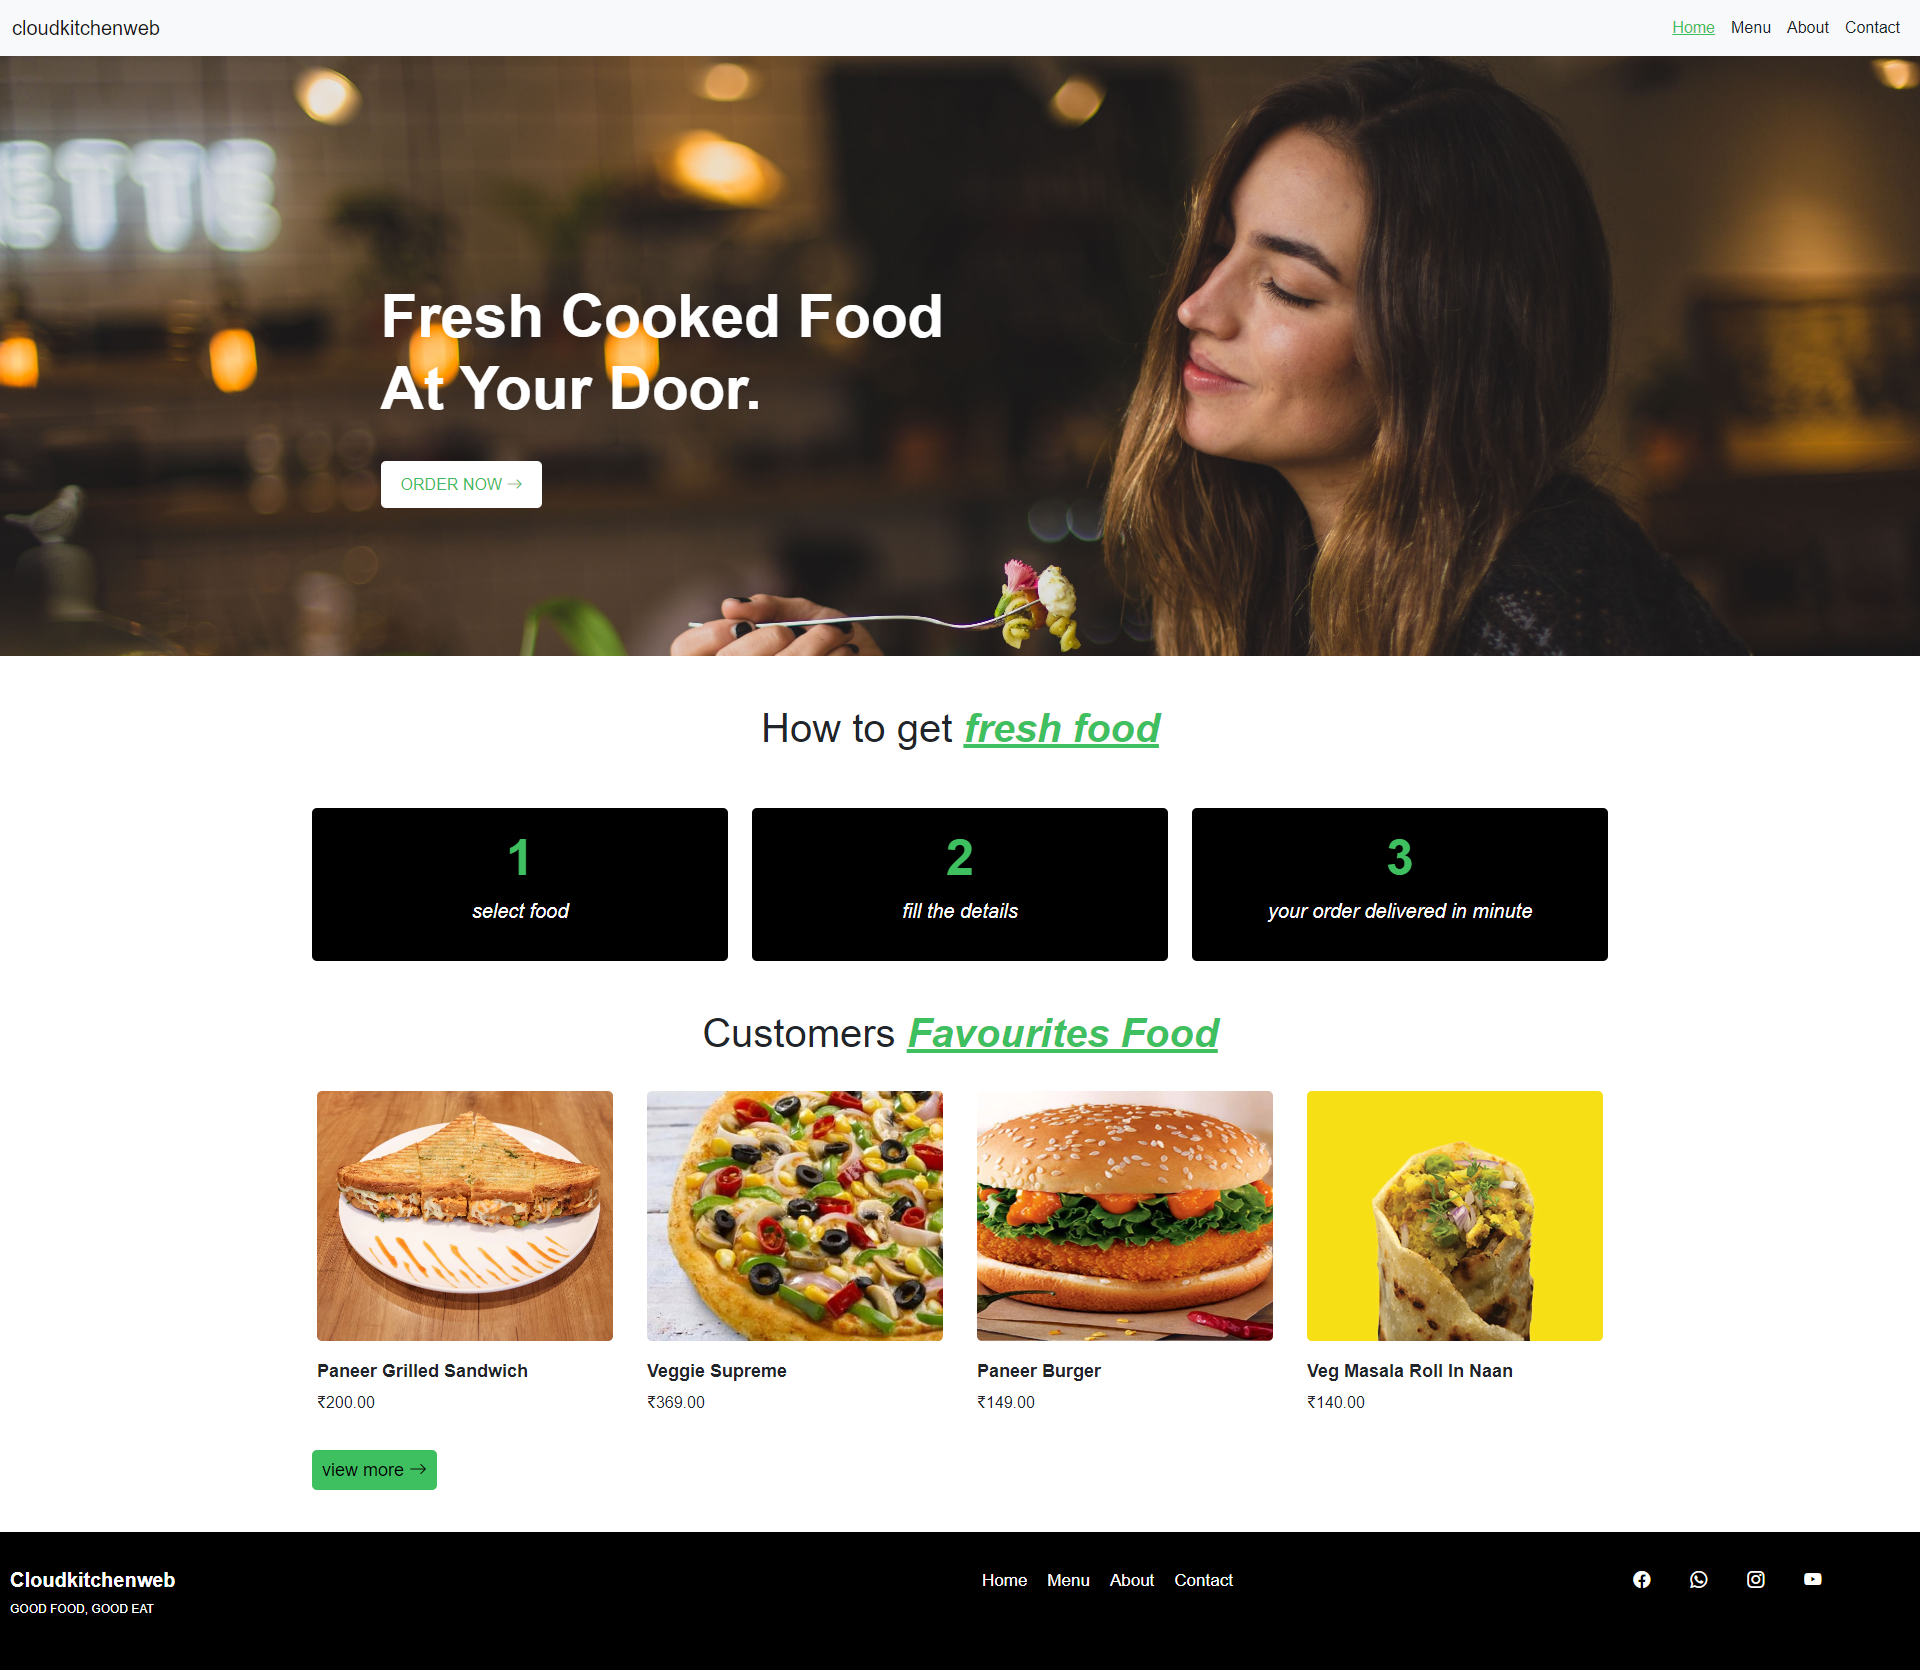 cloudkitchenweb
Home Menu About Contact
ETTE
Fresh Cooked Food
At Your Door.
ORDER NOW →
How to get fresh food
1
select food
2
fill the details
3
your order delivered in minute
Customers Favourites Food
Paneer Grilled Sandwich
₹200.00
Veggie Supreme
₹369.00
Paneer Burger
₹149.00
Veg Masala Roll In Naan
₹140.00
view more →
Cloudkitchenweb
GOOD FOOD, GOOD EAT
Home Menu About Contact